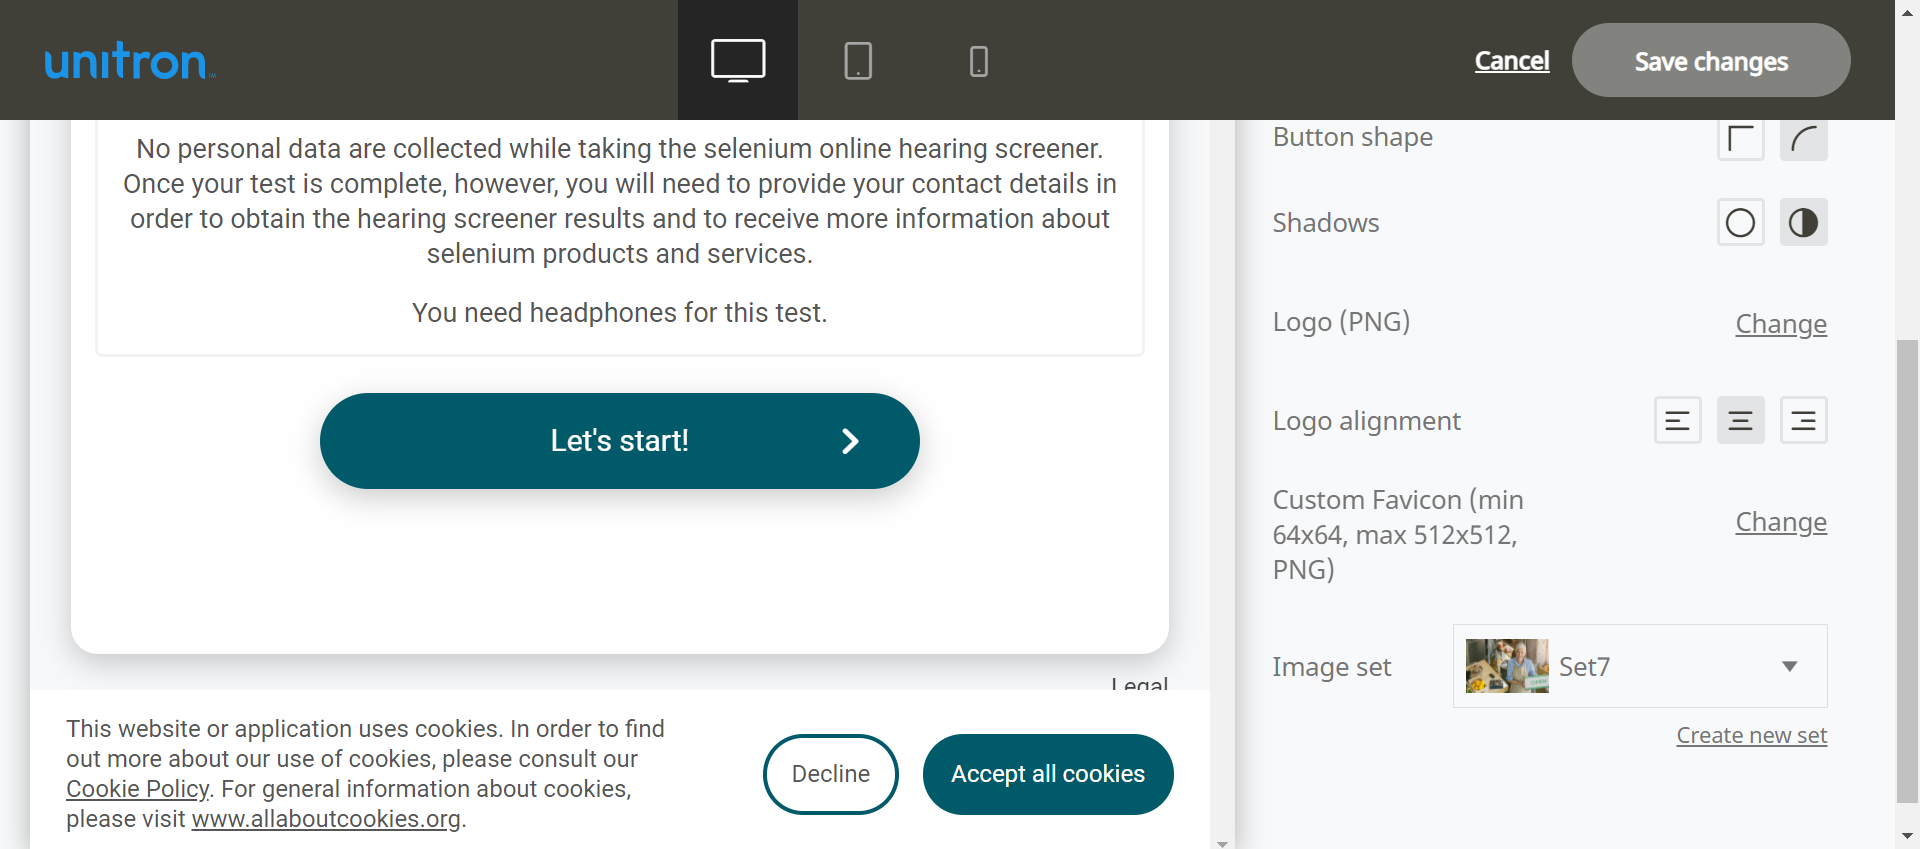 unitron™
Cancel
Save changes
No personal data are collected while taking the selenium online hearing screener.
Once your test is complete, however, you will need to provide your contact details in
order to obtain the hearing screener results and to receive more information about
selenium products and services.
You need headphones for this test.
Let's start!
Legal
This website or application uses cookies. In order to find
out more about our use of cookies, please consult our
Cookie Policy. For general information about cookies,
please visit www.allaboutcookies.org.
Decline
Accept all cookies
Button shape
Shadows
Logo (PNG)
Change
Logo alignment
Custom Favicon (min
64x64, max 512x512,
PNG)
Change
Image set
Set7
Create new set